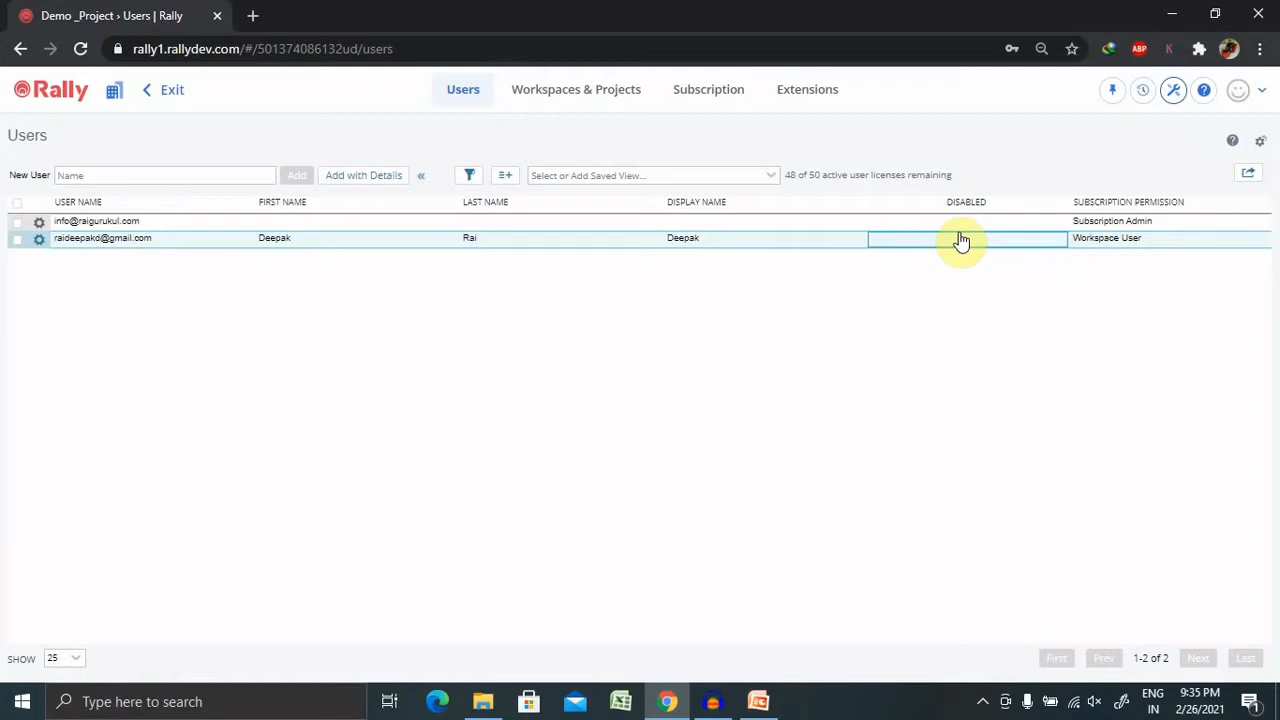 Demo _Project › Users | Rally
rally1.rallydev.com/#/501374086132ud/users
ABP
K
Rally
Exit
Users
Workspaces & Projects
Subscription
Extensions
Users
New User
Name
Add
Add with Details
«
Select or Add Saved View...
48 of 50 active user licenses remaining
USER NAME FIRST NAME LAST NAME DISPLAY NAME DISABLED SUBSCRIPTION PERMISSION
info@raigurukul.com Subscription Admin
raideepakd@gmail.com Deepak Rai Deepak Workspace User
SHOW 25
First Prev 1-2 of 2 Next Last
Type here to search
ENG
IN
9:35 PM
2/26/2021
1